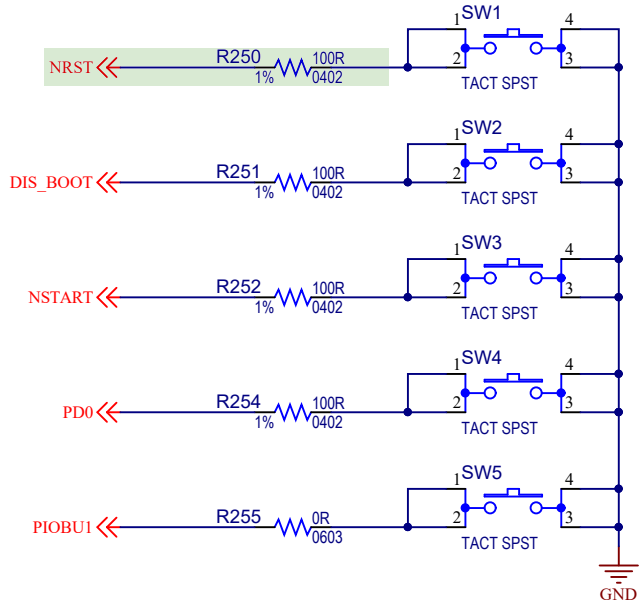 SW1
1 4
R250 100R
NRST
1% 0402
2 3
TACT SPST
SW2
1 4
R251 100R
DIS_BOOT
1% 0402
2 3
TACT SPST
SW3
1 4
R252 100R
NSTART
1% 0402
2 3
TACT SPST
SW4
1 4
R254 100R
PD0
1% 0402
2 3
TACT SPST
SW5
1 4
R255 0R
PIOBU1
0603
2 3
TACT SPST
GND